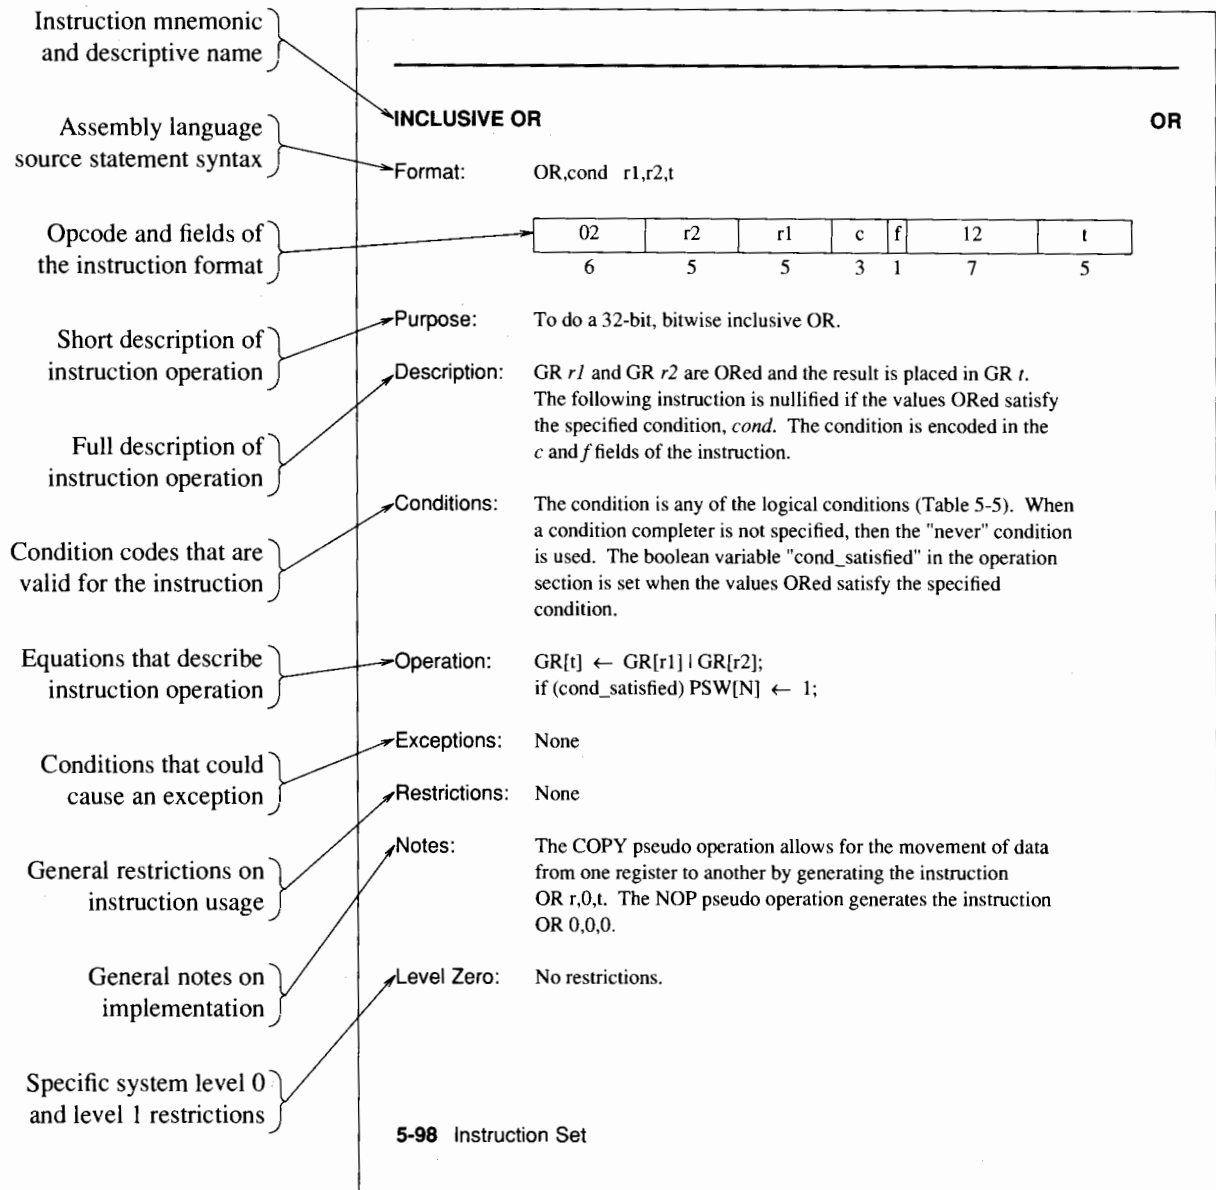 Instruction mnemonic
and descriptive name
Assembly language
source statement syntax
Opcode and fields of
the instruction format
Short description of
instruction operation
Full description of
instruction operation
Condition codes that are
valid for the instruction
Equations that describe
instruction operation
Conditions that could
cause an exception
General restrictions on
instruction usage
General notes on
implementation
Specific system level 0
and level 1 restrictions
INCLUSIVE OR OR
Format: OR,cond r1,r2,t
02 r2 r1 c f 12 t
6 5 5 3 1 7 5
Purpose: To do a 32-bit, bitwise inclusive OR.
Description: GR r1 and GR r2 are ORed and the result is placed in GR t.
The following instruction is nullified if the values ORed satisfy
the specified condition, cond. The condition is encoded in the
c and f fields of the instruction.
Conditions: The condition is any of the logical conditions (Table 5-5). When
a condition completer is not specified, then the "never" condition
is used. The boolean variable "cond_satisfied" in the operation
section is set when the values ORed satisfy the specified
condition.
Operation: GR[t] ← GR[r1] | GR[r2];
if (cond_satisfied) PSW[N] ← 1;
Exceptions: None
Restrictions: None
Notes: The COPY pseudo operation allows for the movement of data
from one register to another by generating the instruction
OR r,0,t. The NOP pseudo operation generates the instruction
OR 0,0,0.
Level Zero: No restrictions.
5-98 Instruction Set